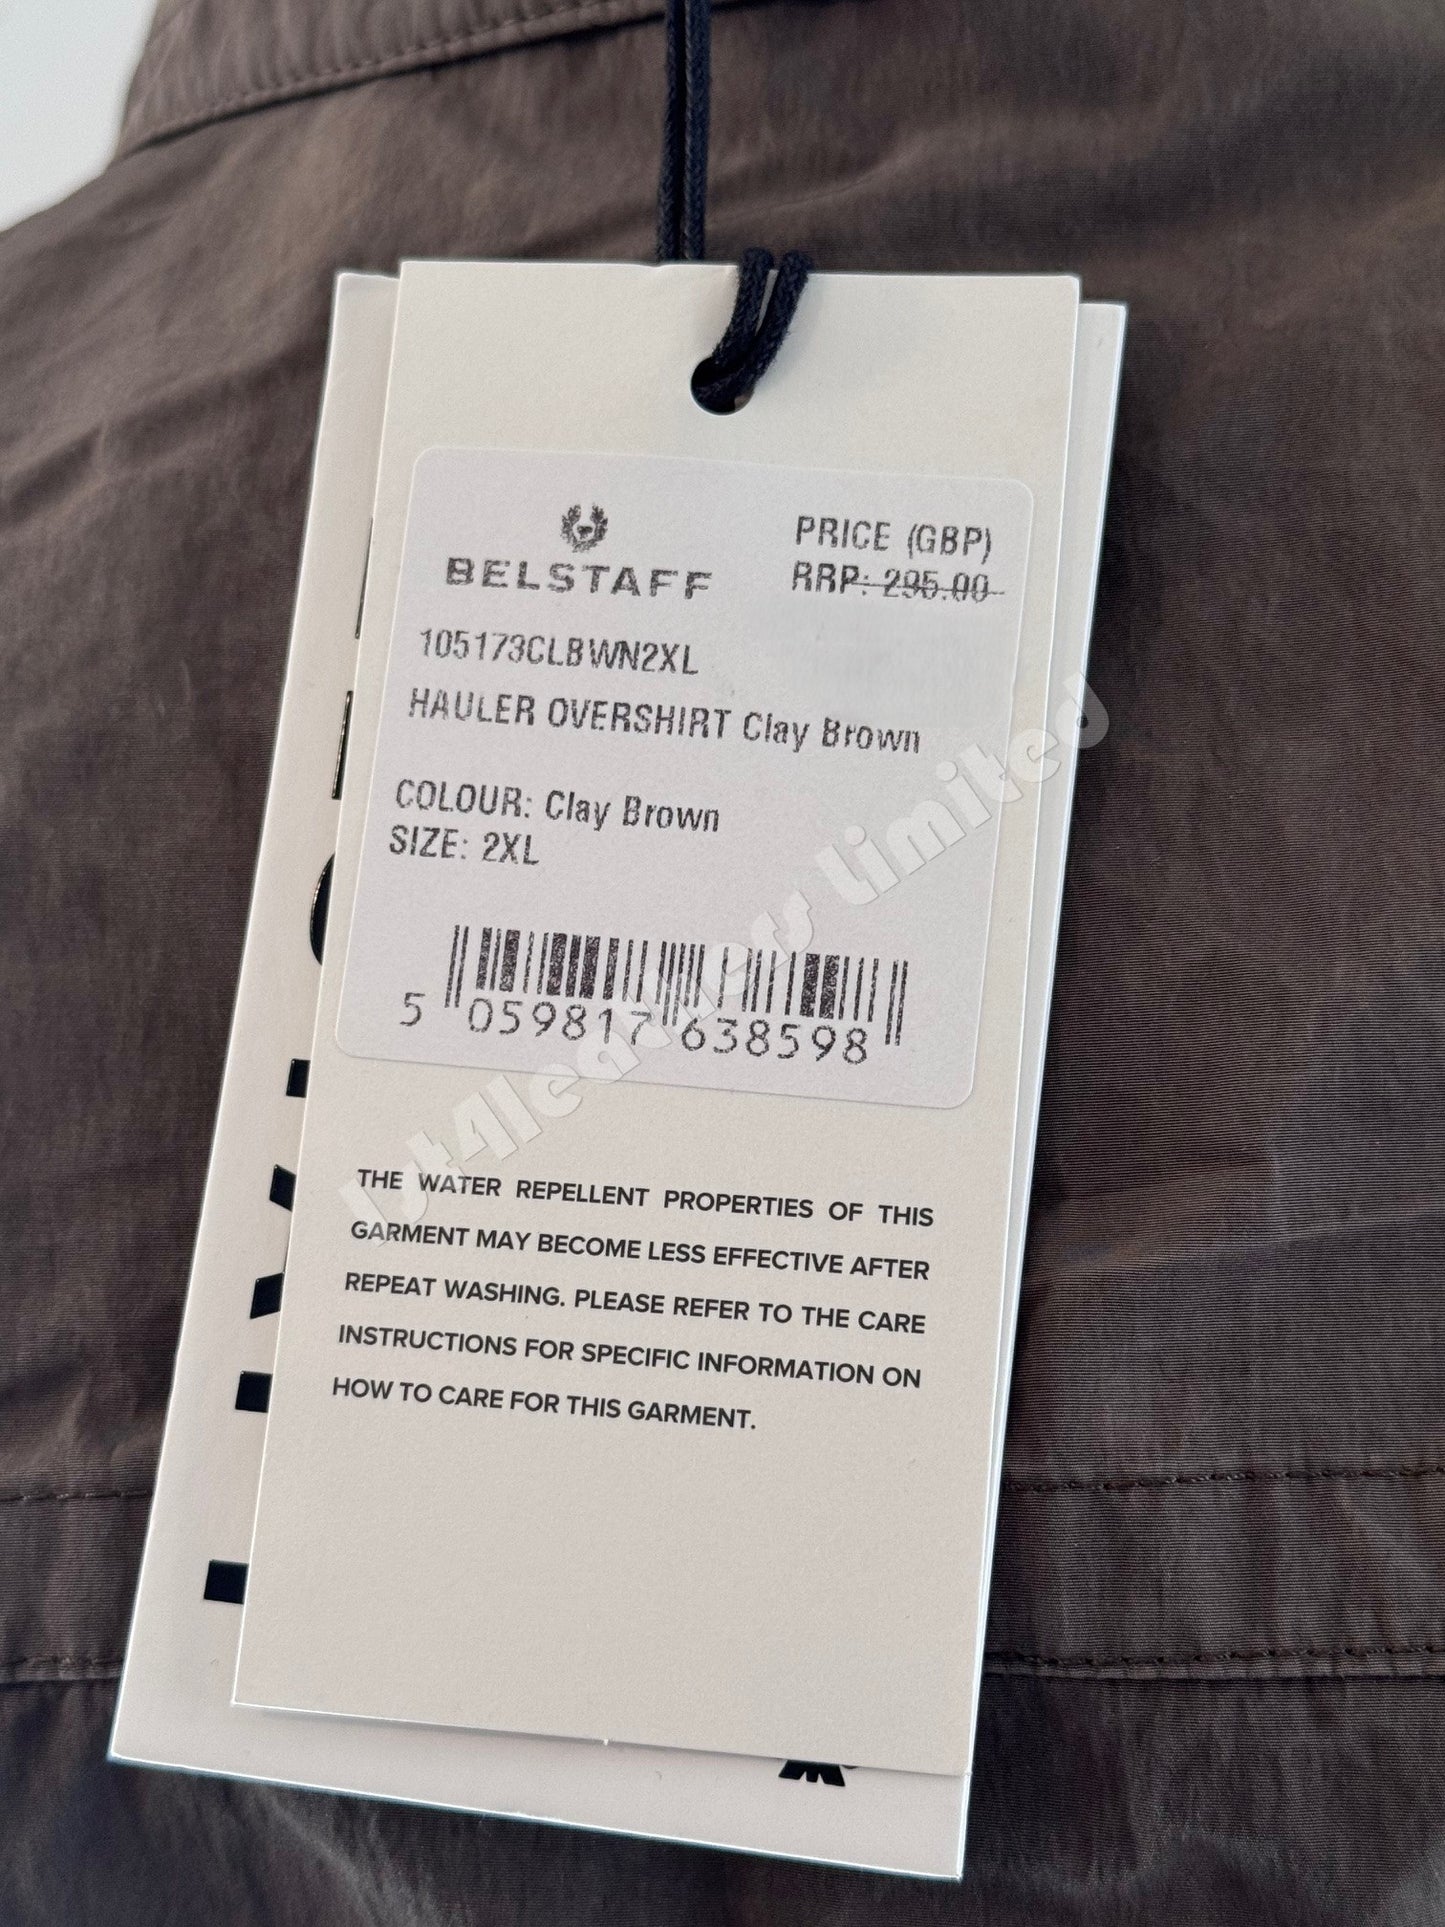 BELSTAFF
PRICE (GBP)
RRP: 295.00
105173CLBWN2XL
HAULER OVERSHIRT Clay Brown
COLOUR: Clay Brown
SIZE: 2XL
5 059817 638598
1st4leathers Limited
THE WATER REPELLENT PROPERTIES OF THIS
GARMENT MAY BECOME LESS EFFECTIVE AFTER
REPEAT WASHING. PLEASE REFER TO THE CARE
INSTRUCTIONS FOR SPECIFIC INFORMATION ON
HOW TO CARE FOR THIS GARMENT.